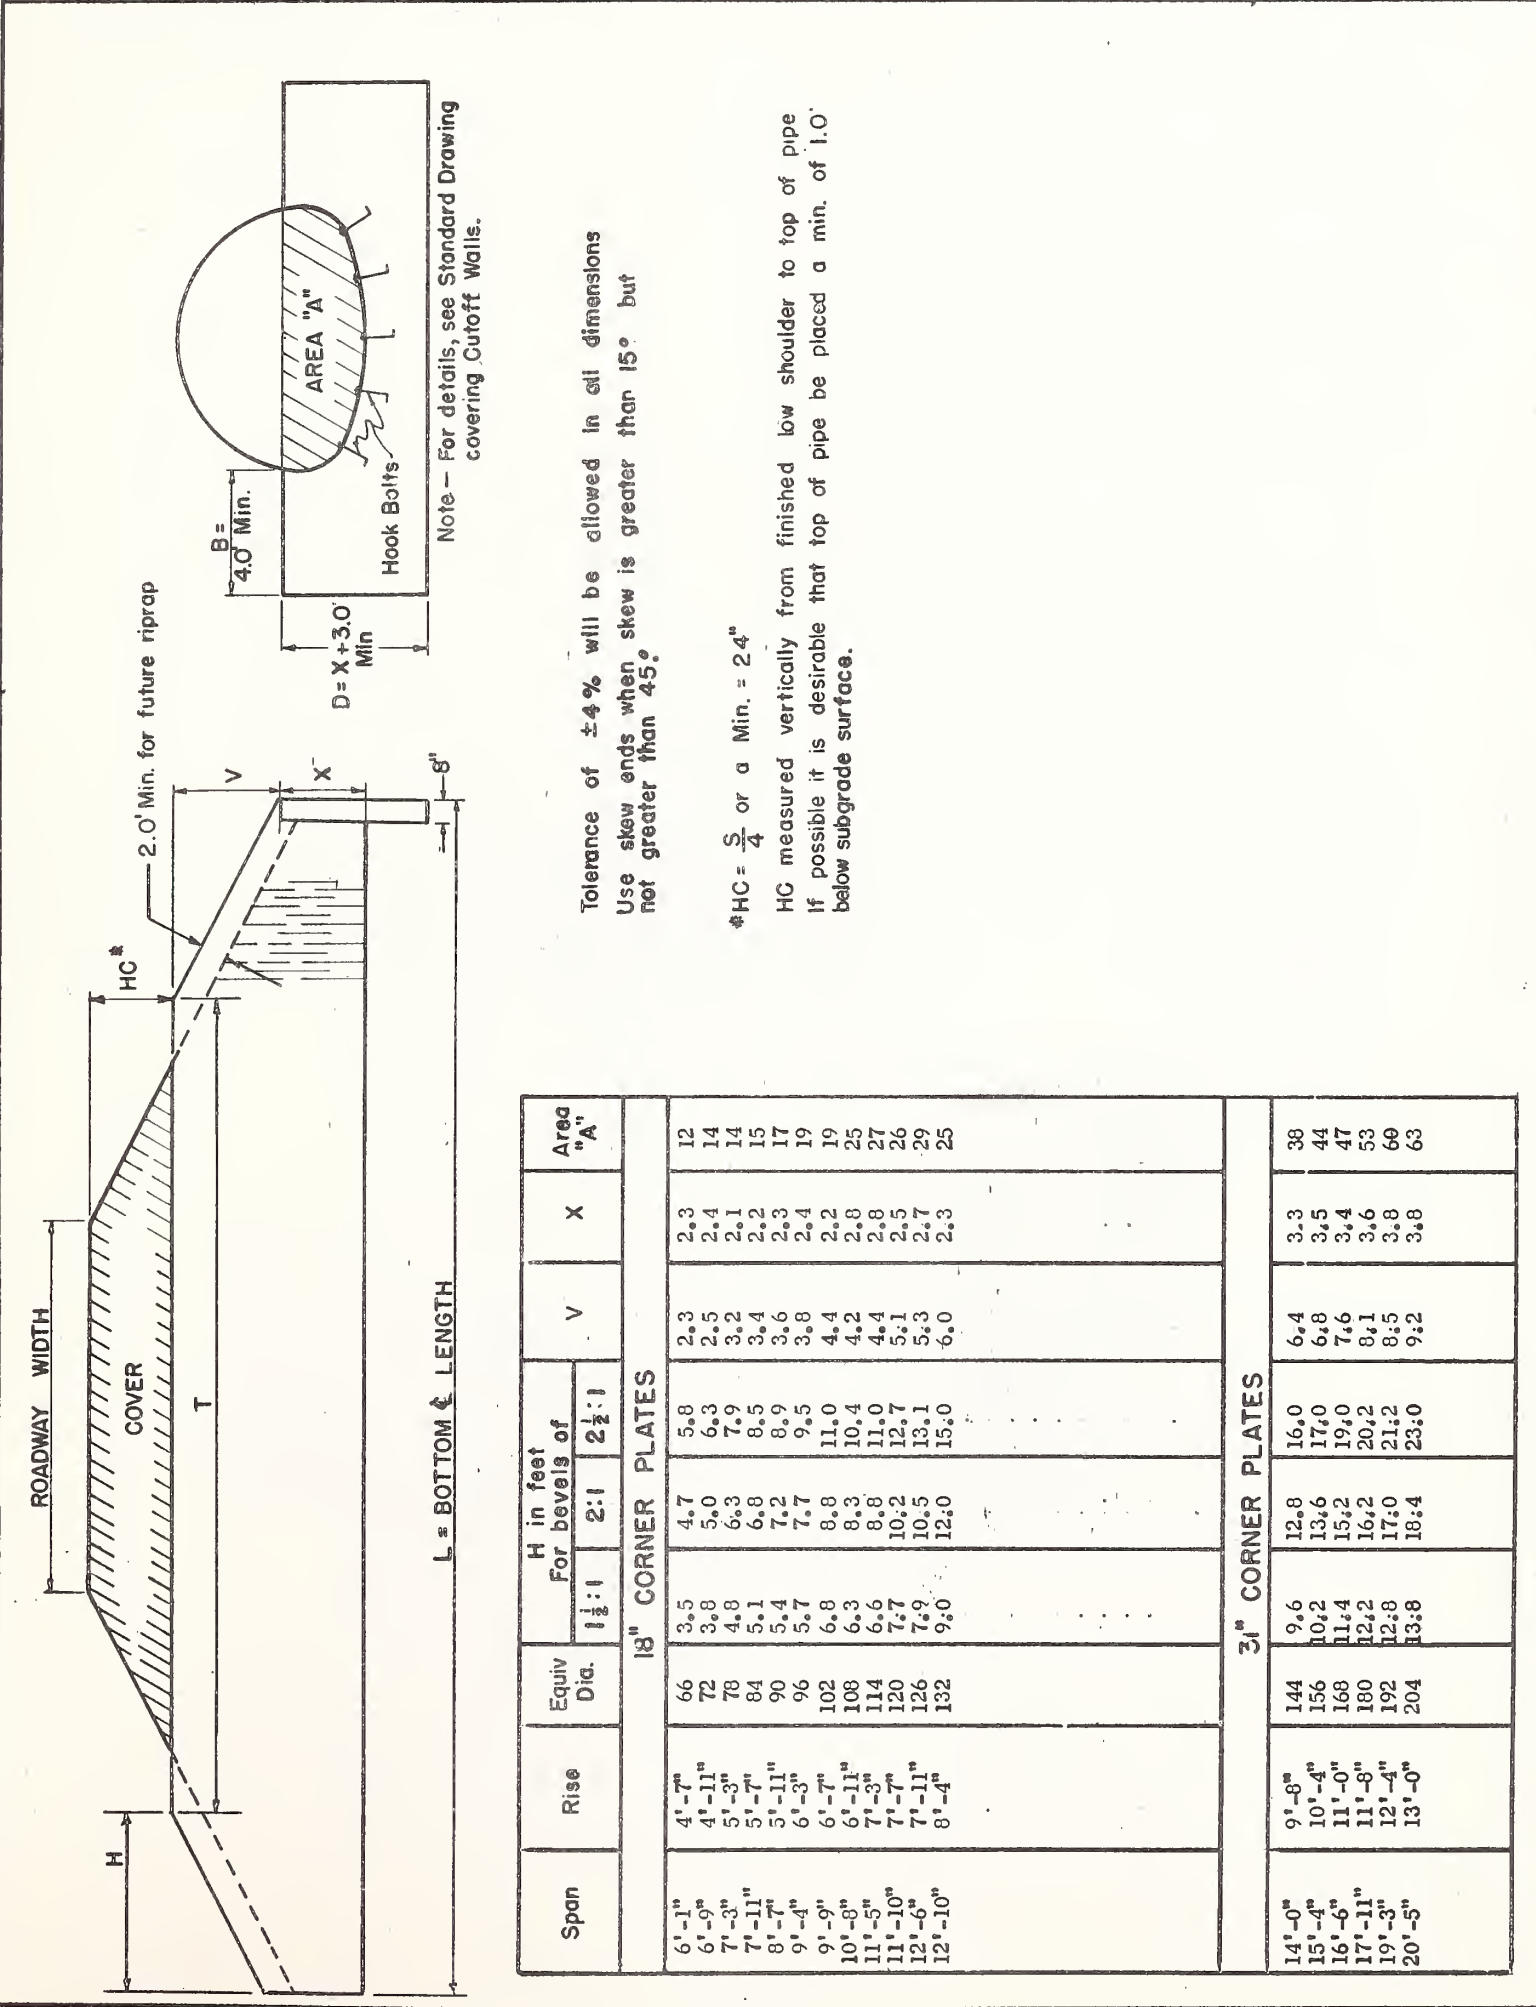 ROADWAY WIDTH
COVER
HC*
2.0' Min. for future riprap
H
T
V
X
8"
L = BOTTOM ℄ LENGTH
B =
4.0' Min.
D = X + 3.0'
Min
AREA "A"
Hook Bolts
Note — For details, see Standard Drawing
covering Cutoff Walls.
Tolerance of ±4% will be allowed in all dimensions
Use skew ends when skew is greater than 15° but
not greater than 45°.
*HC = S/4 or a Min. = 24"
HC measured vertically from finished low shoulder to top of pipe
If possible it is desirable that top of pipe be placed a min. of 1.0'
below subgrade surface.
Span Rise Equiv Dia. H in feet For bevels of V X Area "A"
1½:1 2:1 2½:1
18" CORNER PLATES
6'-1" 4'-7" 66 3.5 4.7 5.8 2.3 2.3 12
6'-9" 4'-11" 72 3.8 5.0 6.3 2.5 2.4 14
7'-3" 5'-3" 78 4.8 6.3 7.9 3.2 2.1 14
7'-11" 5'-7" 84 5.1 6.8 8.5 3.4 2.2 15
8'-7" 5'-11" 90 5.4 7.2 8.9 3.6 2.3 17
9'-4" 6'-3" 96 5.7 7.7 9.5 3.8 2.4 19
9'-9" 6'-7" 102 6.8 8.8 11.0 4.4 2.2 19
10'-8" 6'-11" 108 6.3 8.3 10.4 4.2 2.8 25
11'-5" 7'-3" 114 6.6 8.8 11.0 4.4 2.8 27
11'-10" 7'-7" 120 7.7 10.2 12.7 5.1 2.5 26
12'-6" 7'-11" 126 7.9 10.5 13.1 5.3 2.7 29
12'-10" 8'-4" 132 9.0 12.0 15.0 6.0 2.3 25
31" CORNER PLATES
14'-0" 9'-8" 144 9.6 12.8 16.0 6.4 3.3 38
15'-4" 10'-4" 156 10.2 13.6 17.0 6.8 3.5 44
16'-6" 11'-0" 168 11.4 15.2 19.0 7.6 3.4 47
17'-11" 11'-8" 180 12.2 16.2 20.2 8.1 3.6 53
19'-3" 12'-4" 192 12.8 17.0 21.2 8.5 3.8 60
20'-5" 13'-0" 204 13.8 18.4 23.0 9.2 3.8 63